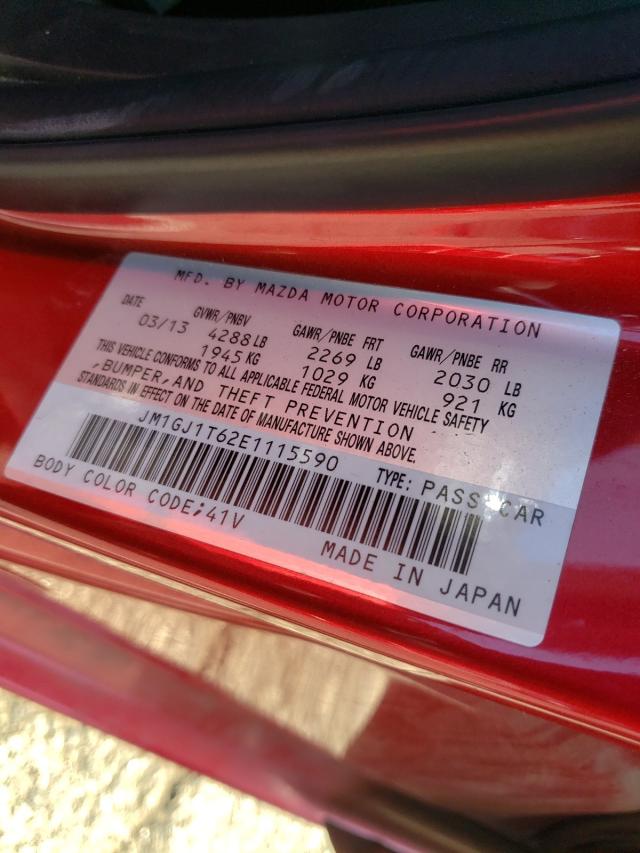 MFD. BY MAZDA MOTOR CORPORATION
DATE GVWR/PNBV GAWR/PNBE FRT GAWR/PNBE RR
03/13 4288 LB 2269 LB 2030 LB
1945 KG 1029 KG 921 KG
THIS VEHICLE CONFORMS TO ALL APPLICABLE FEDERAL MOTOR VEHICLE SAFETY
,BUMPER,AND THEFT PREVENTION
STANDARDS IN EFFECT ON THE DATE OF MANUFACTURE SHOWN ABOVE.
JM1GJ1T62E1115590 TYPE: PASS CAR
BODY COLOR CODE;41V
MADE IN JAPAN